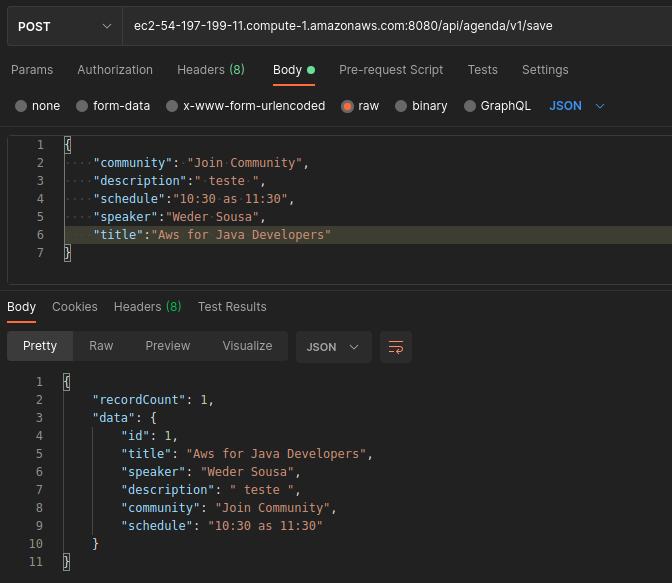 POST ec2-54-197-199-11.compute-1.amazonaws.com:8080/api/agenda/v1/save
Params Authorization Headers (8) Body Pre-request Script Tests Settings
none form-data x-www-form-urlencoded raw binary GraphQL JSON
1 {
2 "community": "Join Community",
3 "description":" teste ",
4 "schedule":"10:30 as 11:30",
5 "speaker":"Weder Sousa",
6 "title":"Aws for Java Developers"
7 }
Body Cookies Headers (8) Test Results
Pretty Raw Preview Visualize JSON
1 {
2 "recordCount": 1,
3 "data": {
4 "id": 1,
5 "title": "Aws for Java Developers",
6 "speaker": "Weder Sousa",
7 "description": " teste ",
8 "community": "Join Community",
9 "schedule": "10:30 as 11:30"
10 }
11 }